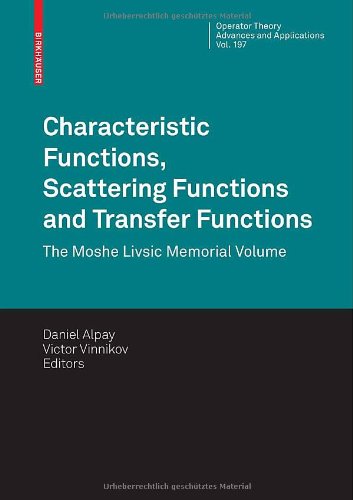 Urheberrechtlich geschütztes Material
BIRKHÄUSER
Operator Theory
Advances and Applications
Vol. 197
Characteristic
Functions,
Scattering Functions
and Transfer Functions
The Moshe Livsic Memorial Volume
Daniel Alpay
Victor Vinnikov
Editors
Urheberrechtlich geschütztes Material